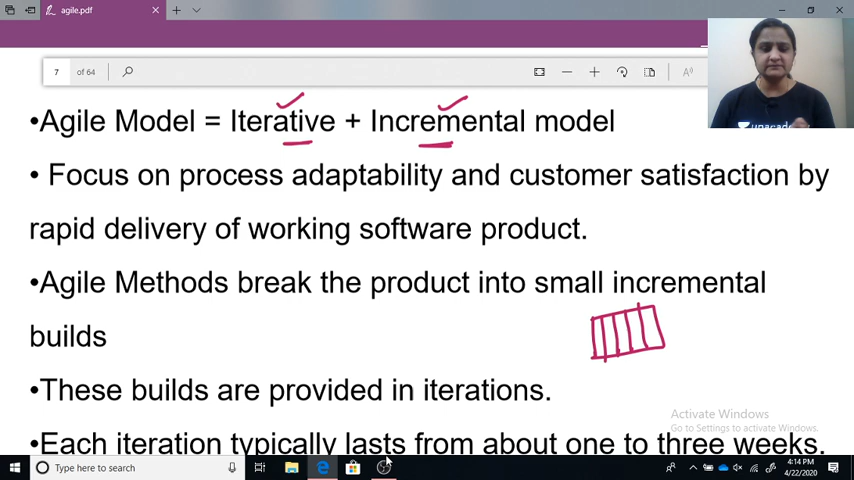 agile.pdf
7 of 64
•Agile Model = Iterative + Incremental model
• Focus on process adaptability and customer satisfaction by
rapid delivery of working software product.
•Agile Methods break the product into small incremental
builds
•These builds are provided in iterations.
•Each iteration typically lasts from about one to three weeks.
unacademy
Activate Windows
Go to Settings to activate Windows.
Type here to search
4:14 PM
4/22/2020